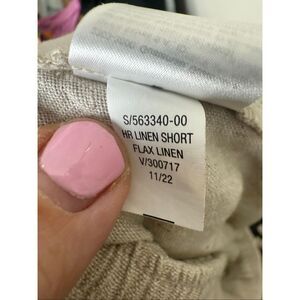 S/563340-00
HR LINEN SHORT
FLAX LINEN
V/300717
11/22